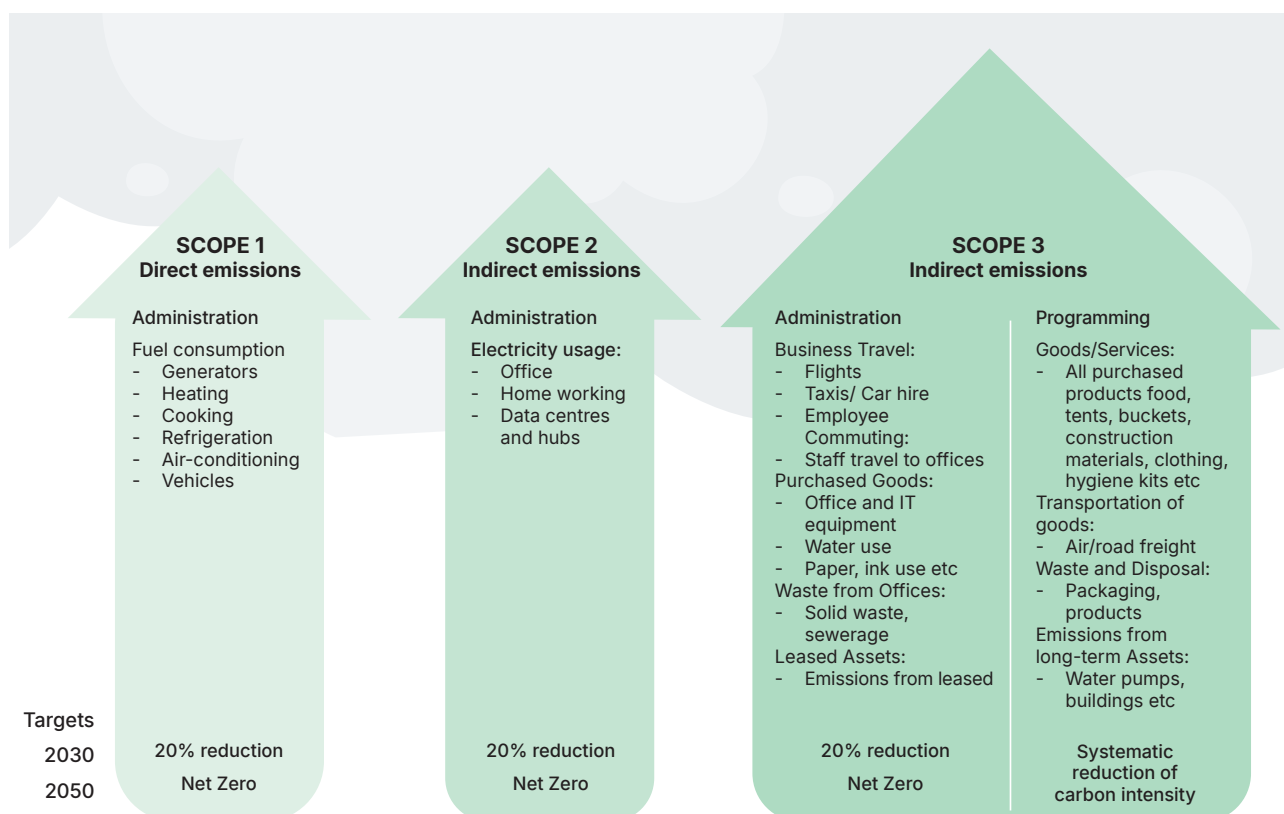 SCOPE 1
Direct emissions
Administration
Fuel consumption
- Generators
- Heating
- Cooking
- Refrigeration
- Air-conditioning
- Vehicles
SCOPE 2
Indirect emissions
Administration
Electricity usage:
- Office
- Home working
- Data centres
and hubs
SCOPE 3
Indirect emissions
Administration
Business Travel:
- Flights
- Taxis/ Car hire
- Employee
Commuting:
- Staff travel to offices
Purchased Goods:
- Office and IT
equipment
- Water use
- Paper, ink use etc
Waste from Offices:
- Solid waste,
sewerage
Leased Assets:
- Emissions from leased
Programming
Goods/Services:
- All purchased
products food,
tents, buckets,
construction
materials, clothing,
hygiene kits etc
Transportation of
goods:
- Air/road freight
Waste and Disposal:
- Packaging,
products
Emissions from
long-term Assets:
- Water pumps,
buildings etc
Targets
2030
20% reduction
20% reduction
20% reduction
2050
Net Zero
Net Zero
Net Zero
Systematic
reduction of
carbon intensity